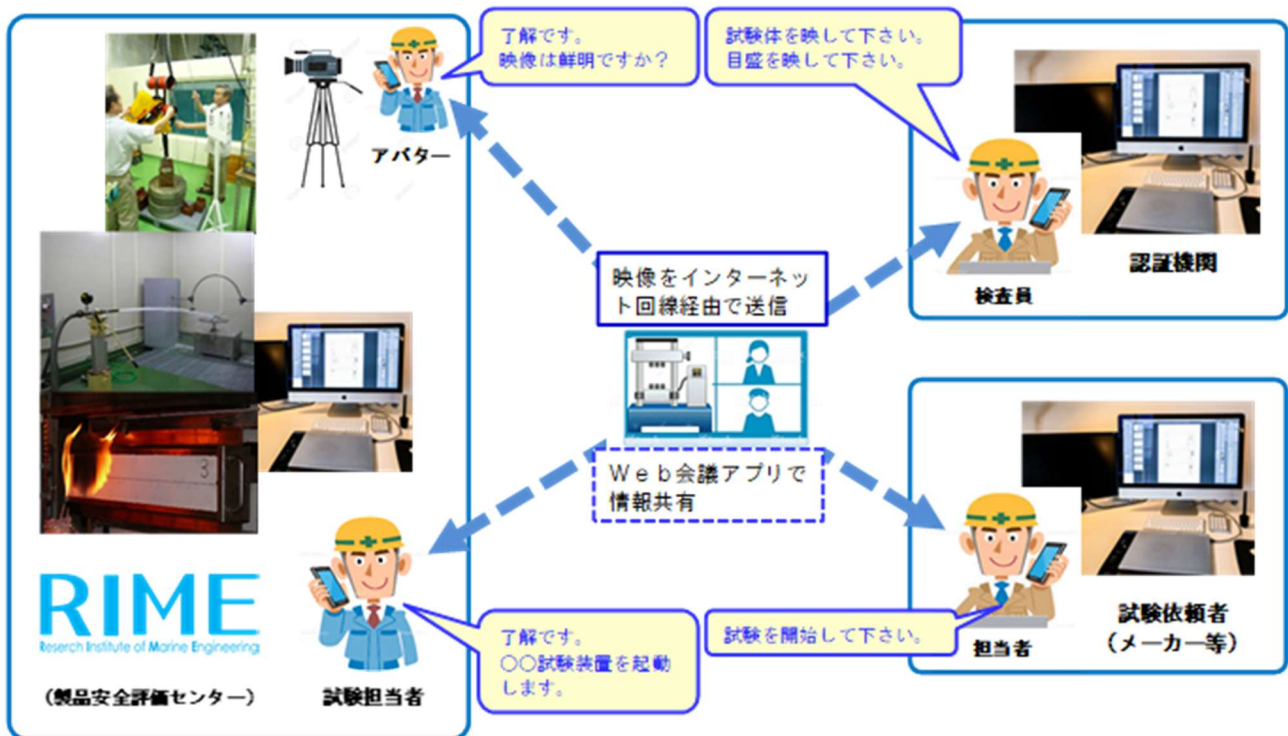 了解です。
映像は鮮明ですか？
アバター
試験体を映して下さい。
目盛を映して下さい。
検査員
認証機関
映像をインターネッ
ト回線経由で送信
Ｗｅｂ会議アプリで
情報共有
3
RIME
Reserch Institute of Marine Engineering
（製品安全評価センター）
試験担当者
了解です。
○○試験装置を起動
します。
試験を開始して下さい。
担当者
試験依頼者
（メーカー等）